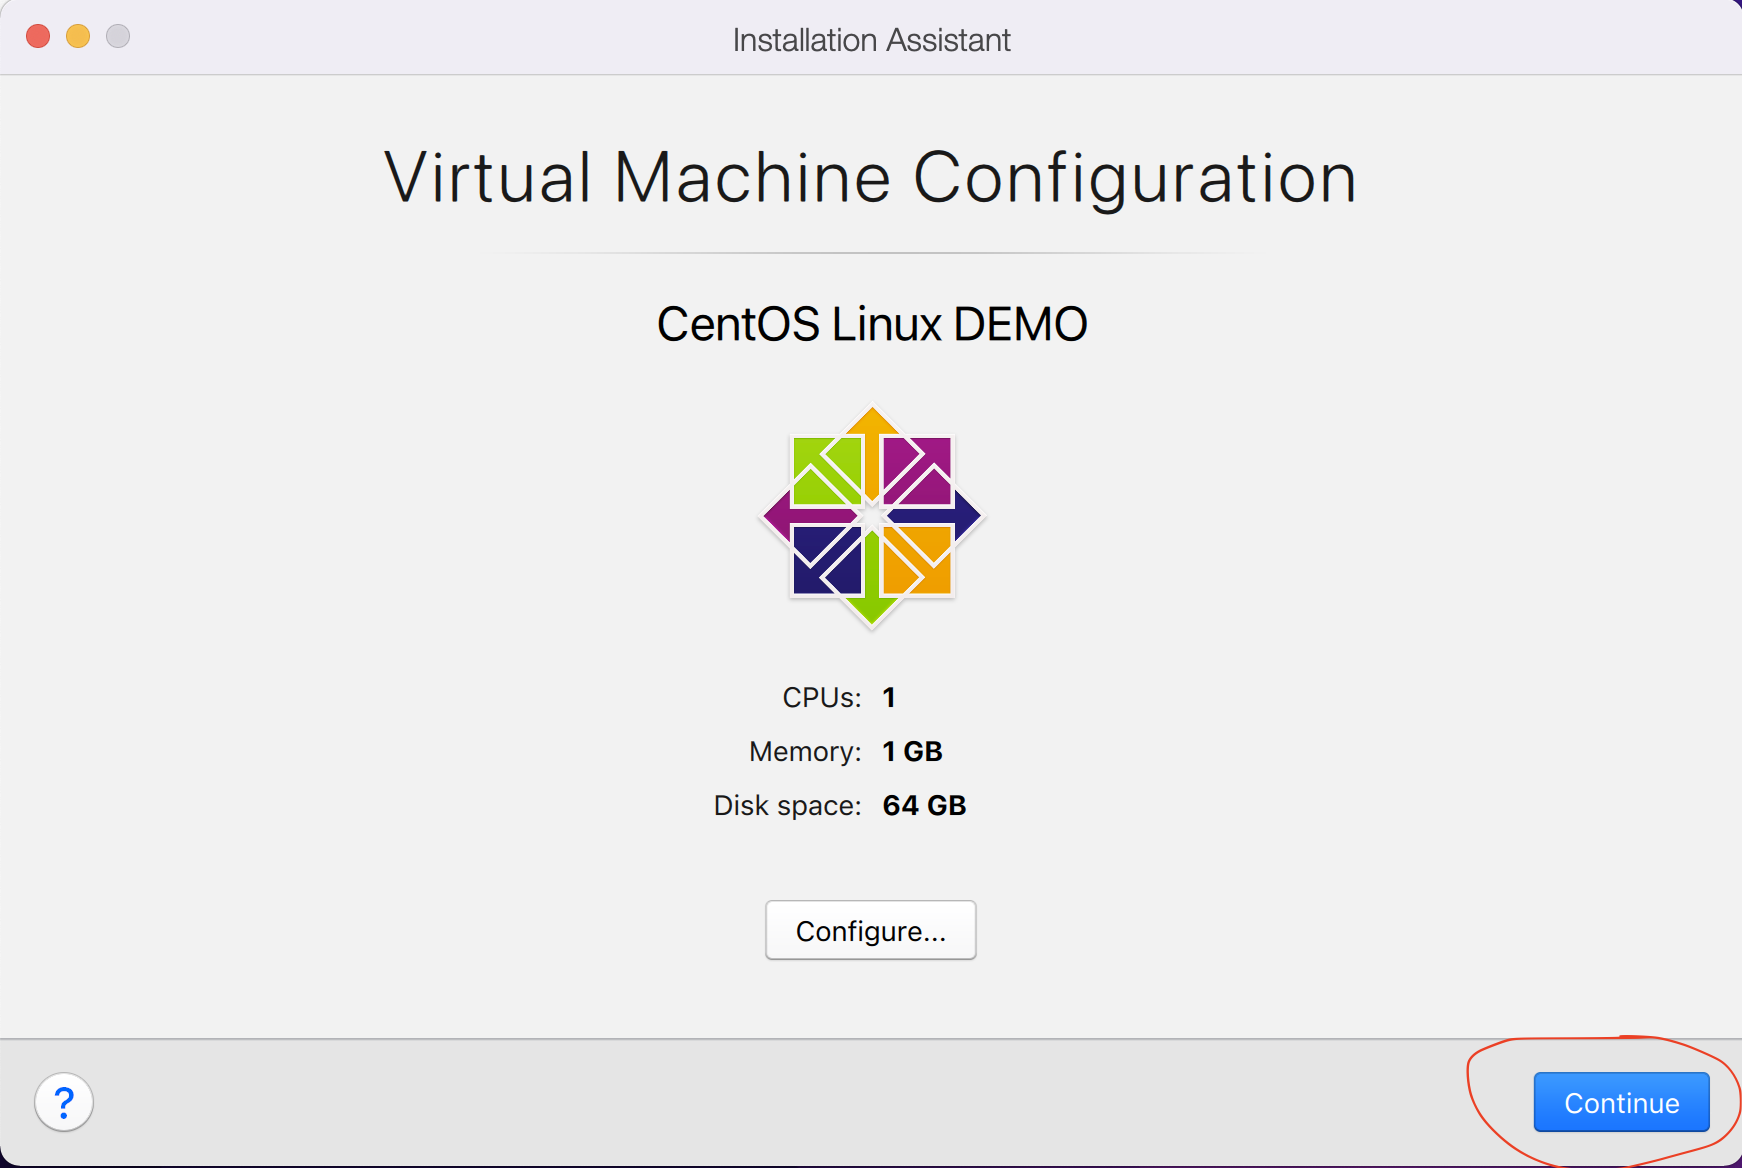 Installation Assistant
Virtual Machine Configuration
CentOS Linux DEMO
CPUs: 1
Memory: 1 GB
Disk space: 64 GB
Configure...
? Continue